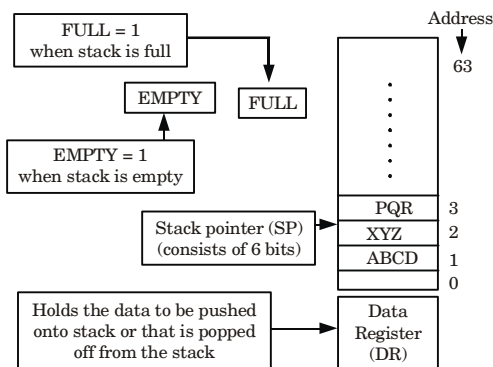 Address
FULL = 1
when stack is full
63
EMPTY
FULL
EMPTY = 1
when stack is empty
PQR 3
Stack pointer (SP)
(consists of 6 bits)
XYZ 2
ABCD 1
0
Holds the data to be pushed
onto stack or that is popped
off from the stack
Data
Register
(DR)